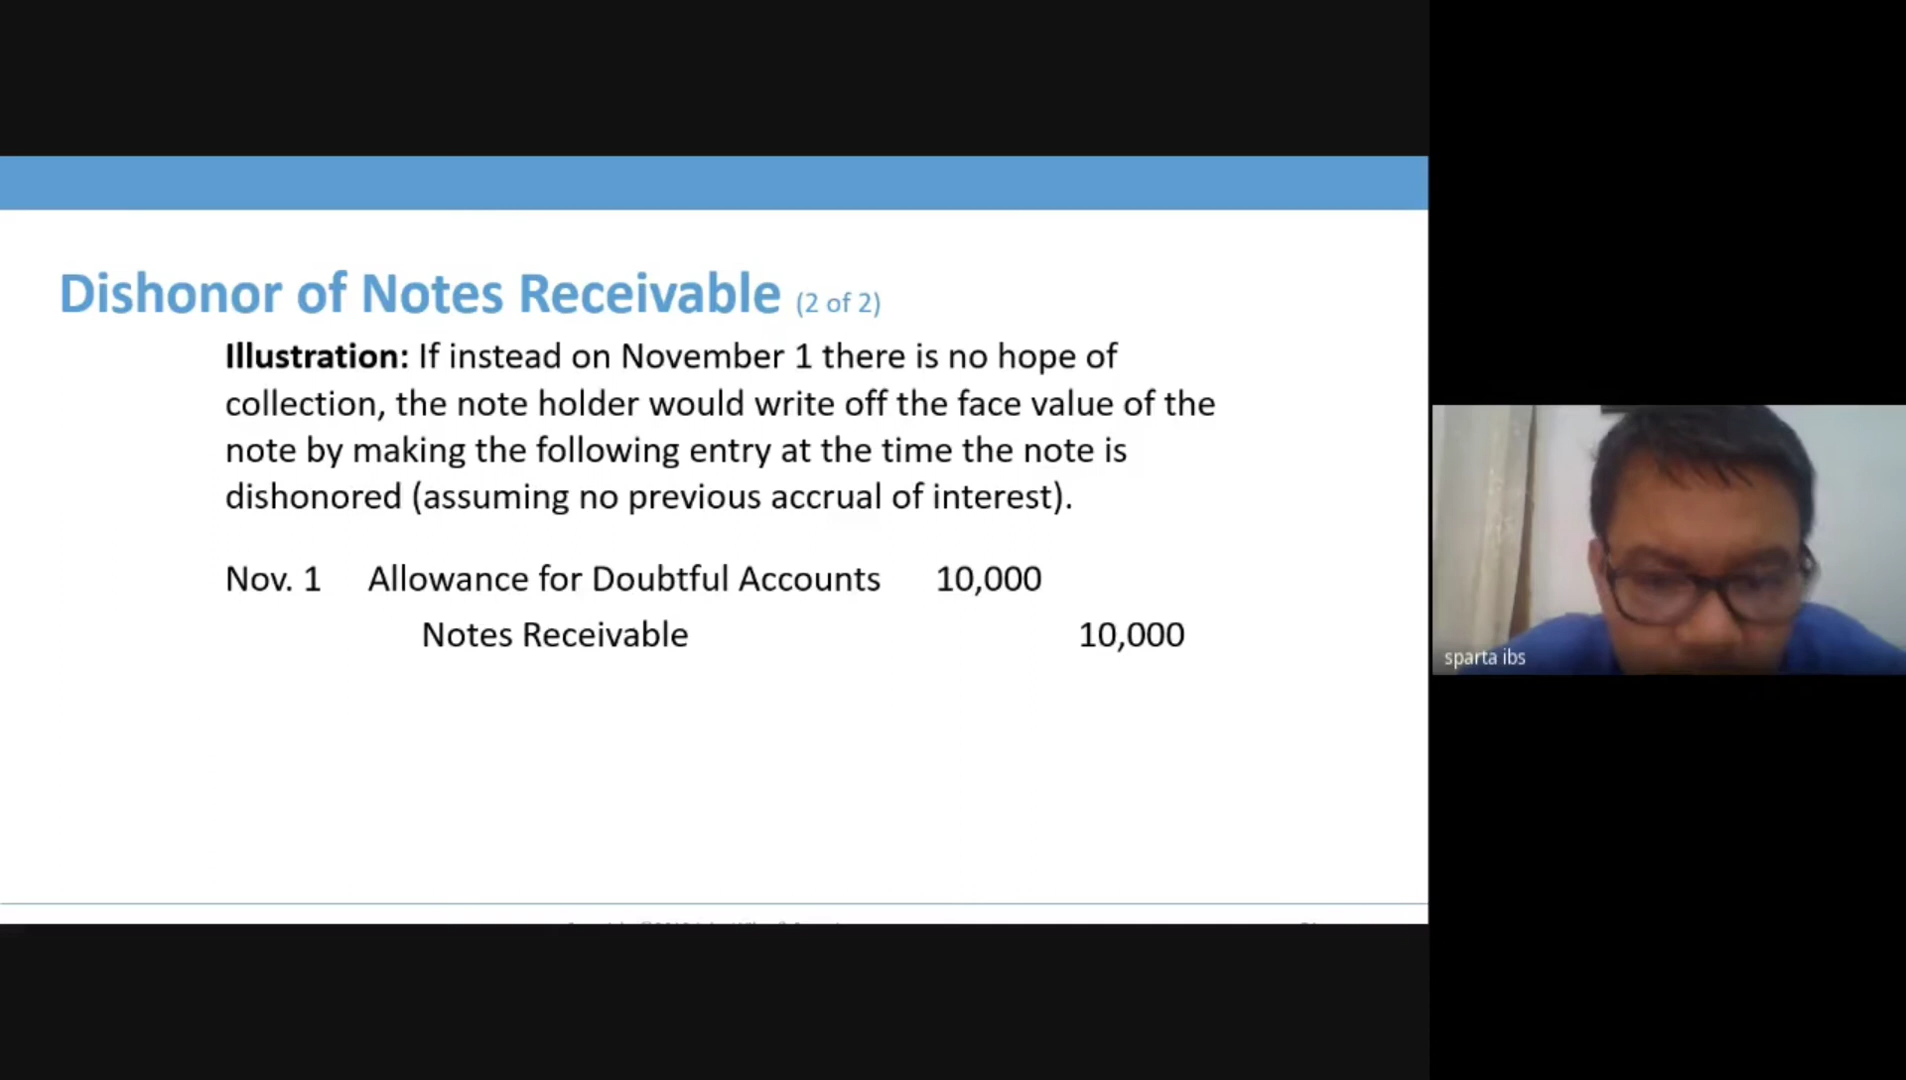 Dishonor of Notes Receivable (2 of 2)
Illustration: If instead on November 1 there is no hope of
collection, the note holder would write off the face value of the
note by making the following entry at the time the note is
dishonored (assuming no previous accrual of interest).
Nov. 1 Allowance for Doubtful Accounts 10,000
Notes Receivable 10,000
sparta ibs